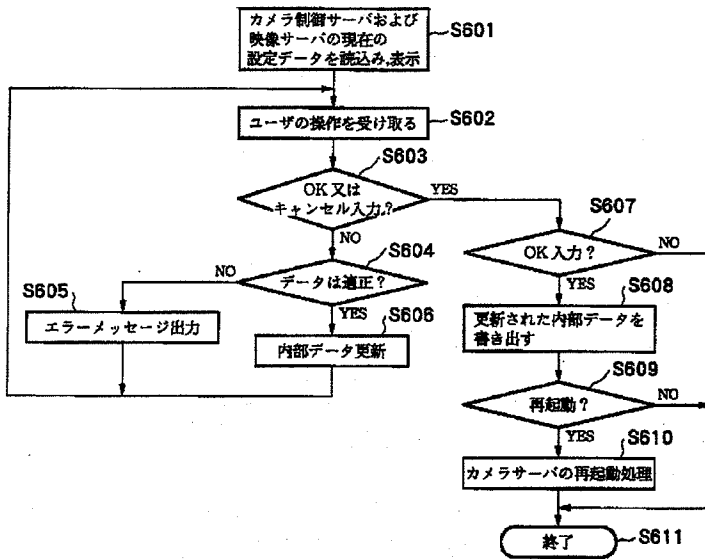 カメラ制御サーバおよび
映像サーバの現在の
設定データを読込み,表示
S601
ユーザの操作を受け取る
S602
S603
OK又は
キャンセル入力?
YES
NO
S604
データは適正?
NO
YES
S605
エラーメッセージ出力
S606
内部データ更新
S607
OK入力?
NO
YES
S608
更新された内部データを
書き出す
S609
再起動?
NO
YES
S610
カメラサーバの再起動処理
終了
S611